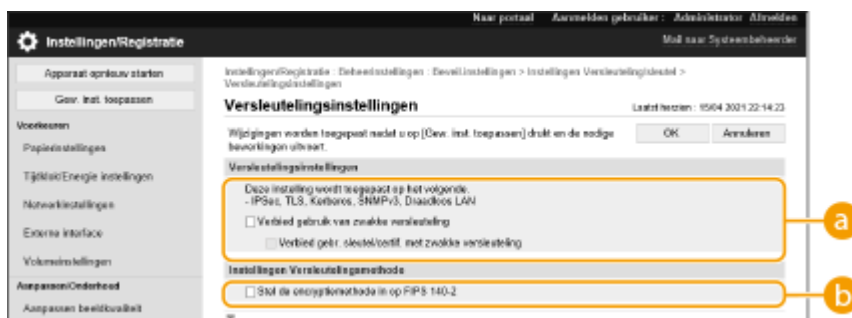 Naar portaal Aanmelden gebruiker : Administrator Afmelden
Instellingen/Registratie
Mail naar Systeembeheerder
Apparaat opnieuw starten
Gew. inst. toepassen
Voorkeuren
Papierinstellingen
Tijdklok/Energie instellingen
Netwerkinstellingen
Externe interface
Volumeinstellingen
Aanpassen/Onderhoud
Aanpassen beeldkwaliteit
Instellingen/Registratie : Beheerinstellingen : Beveil.instellingen > Instellingen Versleuteling/sleutel >
Versleutelingsinstellingen
Versleutelingsinstellingen
Laatst herzien : 15/04 2021 22:14:23
Wijzigingen worden toegepast nadat u op [Gew. inst. toepassen] drukt en de nodige
bewerkingen uitvoert.
OK
Annuleren
Versleutelingsinstellingen
Deze instelling wordt toegepast op het volgende.
- IPSec, TLS, Kerberos, SNMPv3, Draadloos LAN
Verbied gebruik van zwakke versleuteling
Verbied gebr. sleutel/certif. met zwakke versleuteling
a
Instellingen Versleutelingsmethode
Stel de encryptiemethode in op FIPS 140-2
b